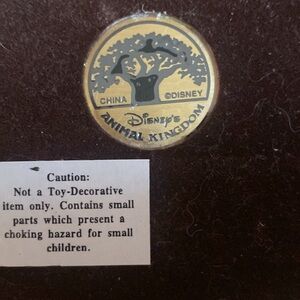 CHINA ©DISNEY
DISNEY'S
ANIMAL KINGDOM
Caution:
Not a Toy-Decorative
item only. Contains small
parts which present a
choking hazard for small
children.